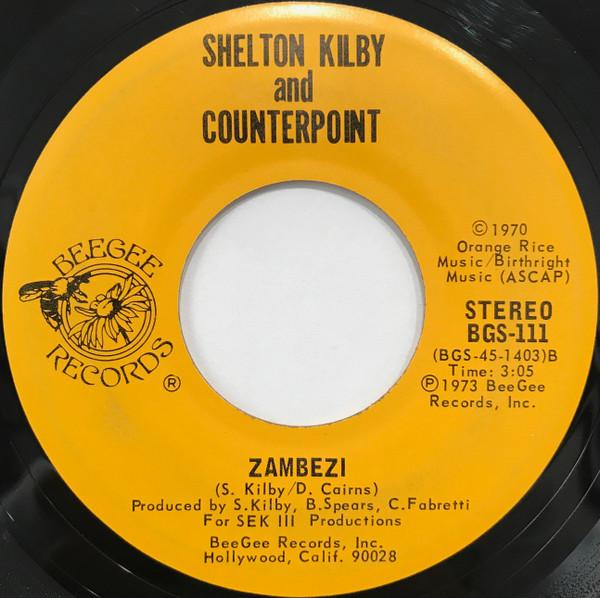 SHELTON KILBY
and
COUNTERPOINT
BEEGEE
RECORDS
®
©1970
Orange Rice
Music/Birthright
Music (ASCAP)
STEREO
BGS-111
(BGS-45-1403)B
Time: 3:05
℗1973 BeeGee
Records, Inc.
ZAMBEZI
(S. Kilby/D. Cairns)
Produced by S.Kilby, B.Spears, C.Fabretti
For SEK III Productions
BeeGee Records, Inc.
Hollywood, Calif. 90028